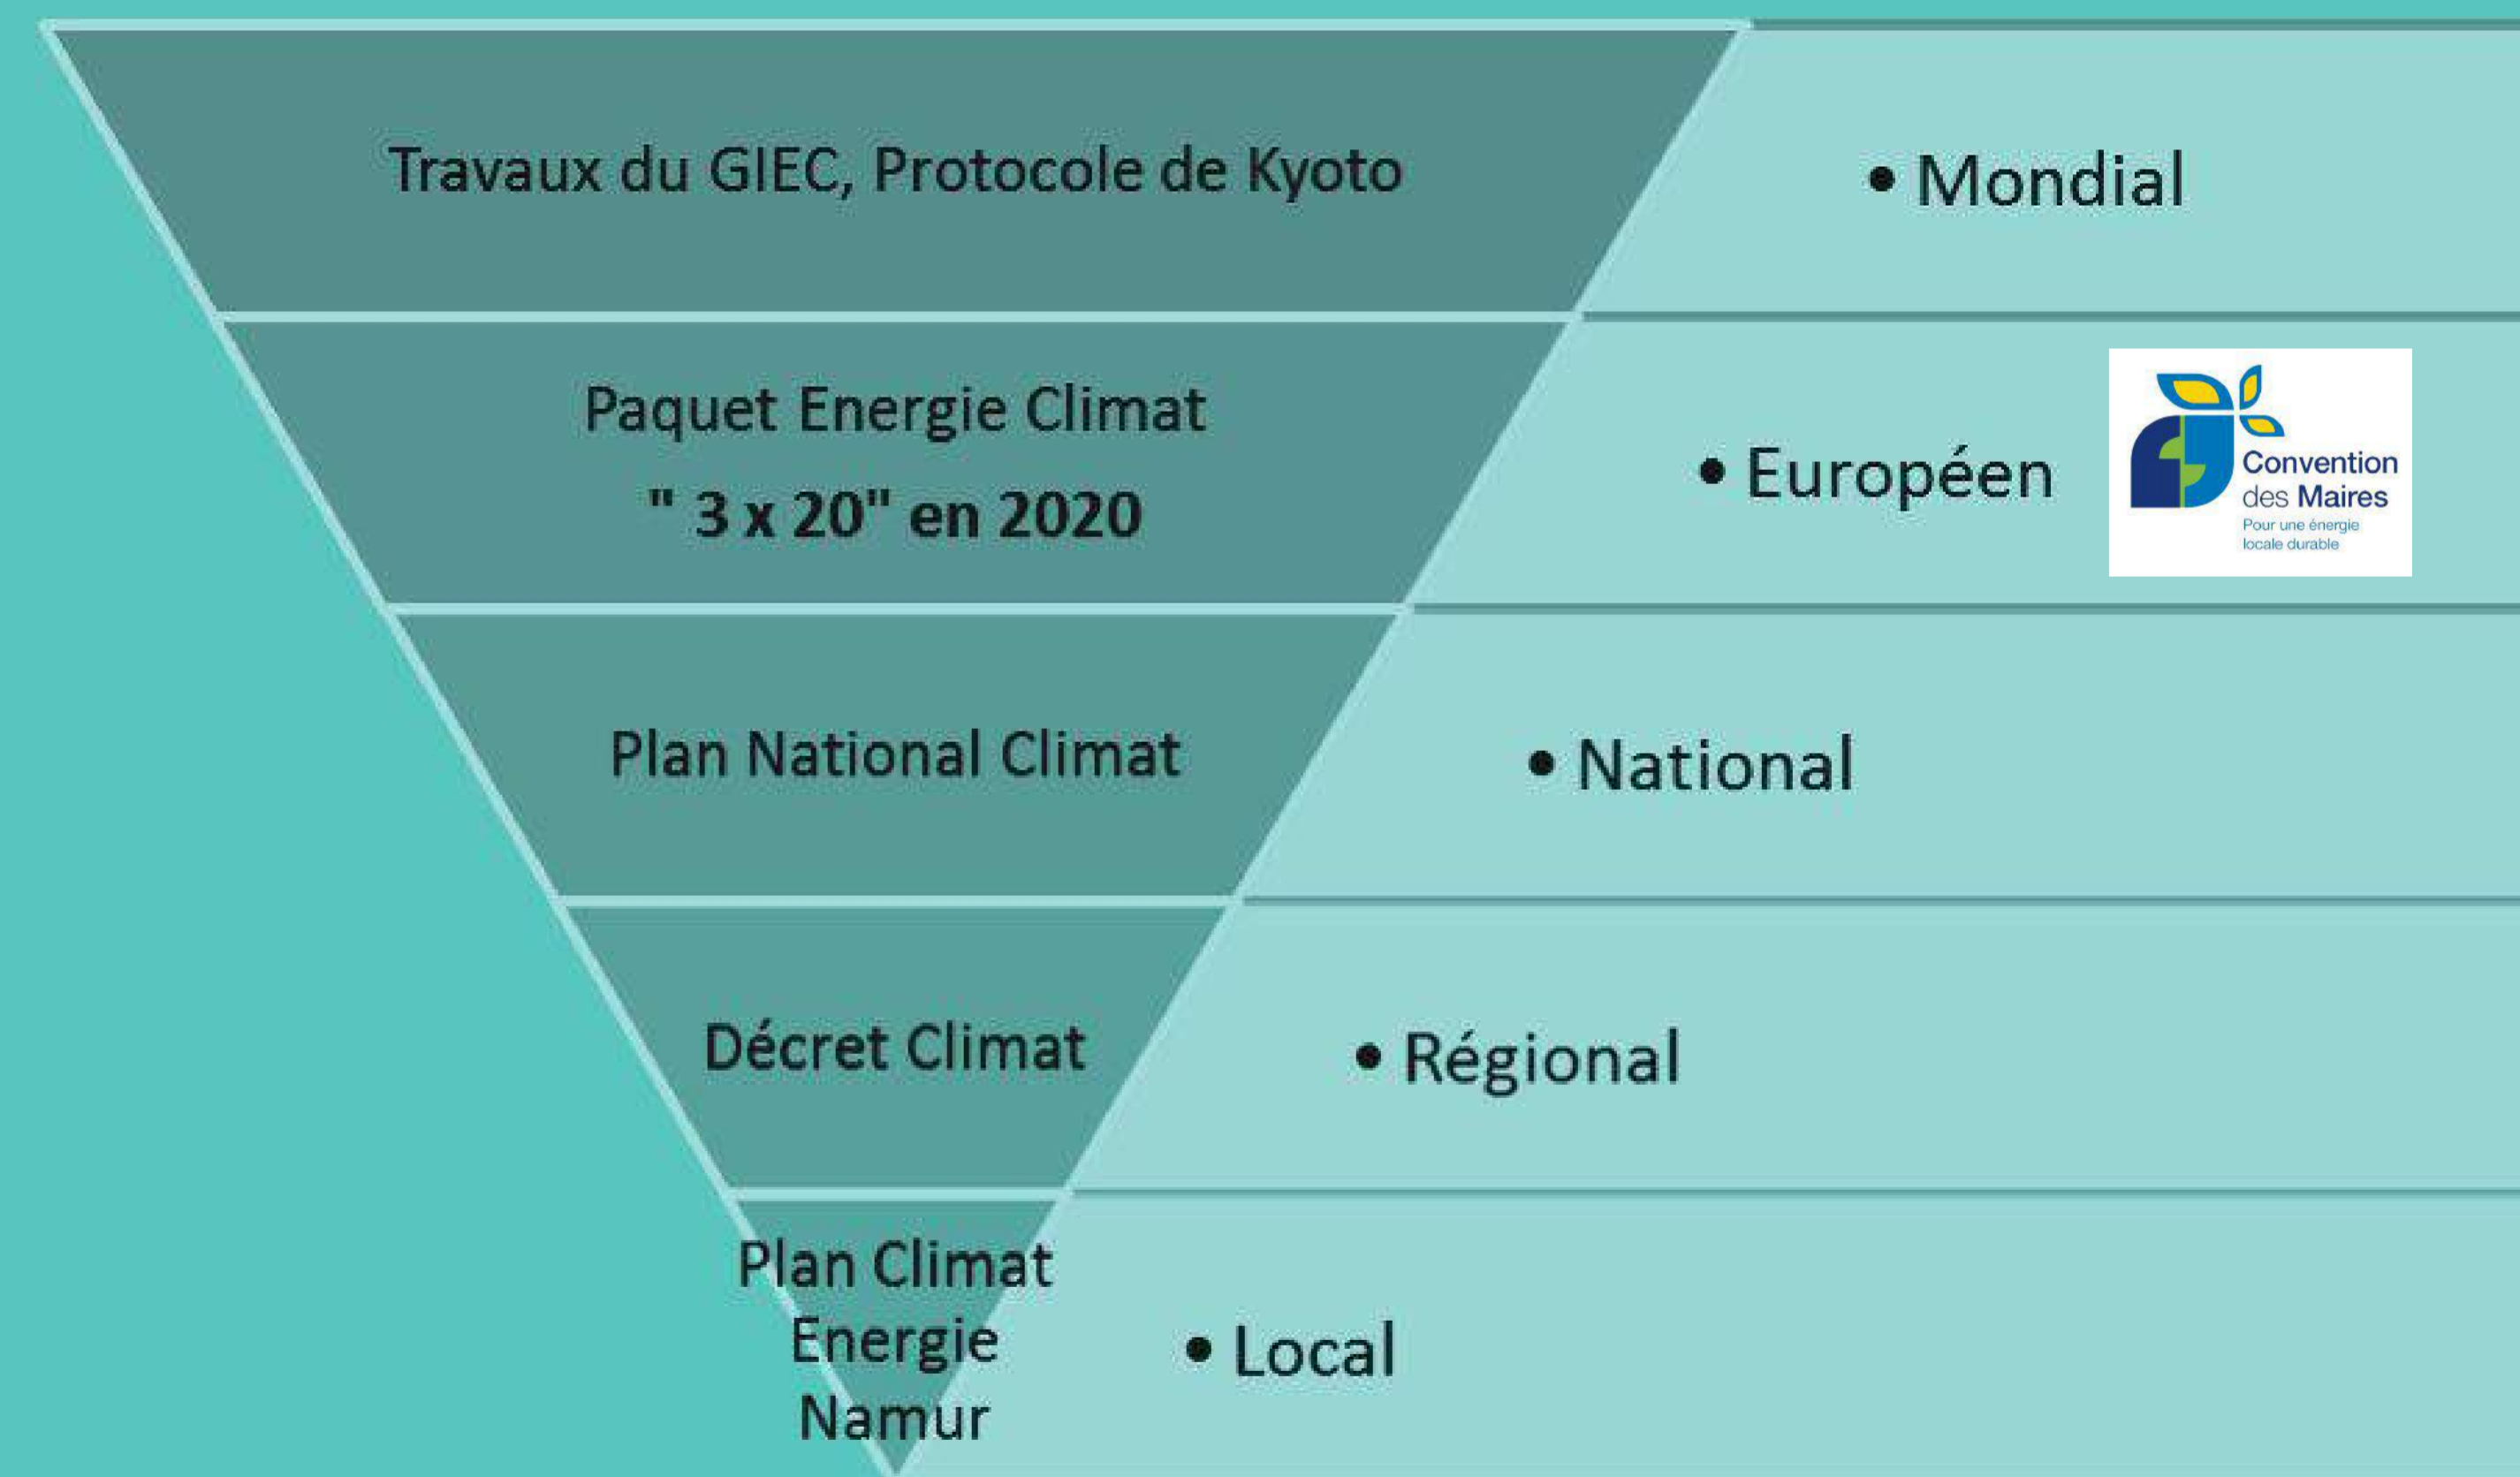 Travaux du GIEC, Protocole de Kyoto
• Mondial
Paquet Energie Climat
" 3 x 20" en 2020
• Européen
Convention
des Maires
Pour une énergie
locale durable
Plan National Climat
• National
Décret Climat
• Régional
Plan Climat
Energie
Namur
• Local